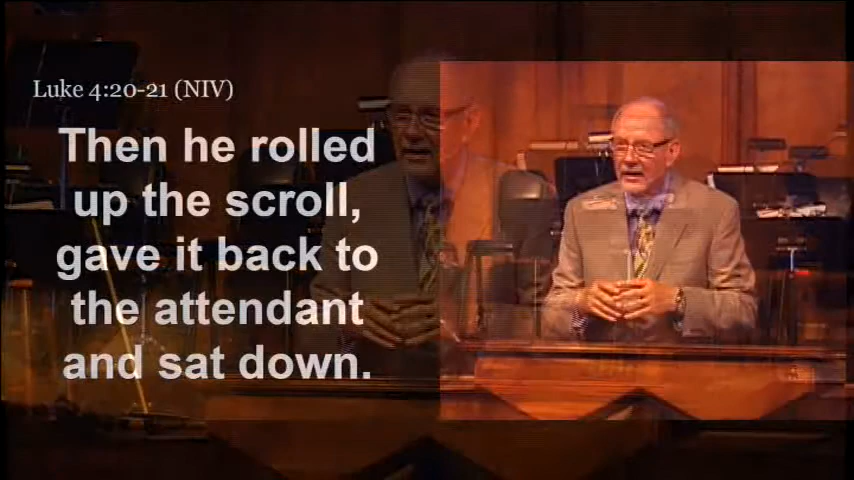 Luke 4:20-21 (NIV)
Then he rolled
up the scroll,
gave it back to
the attendant
and sat down.